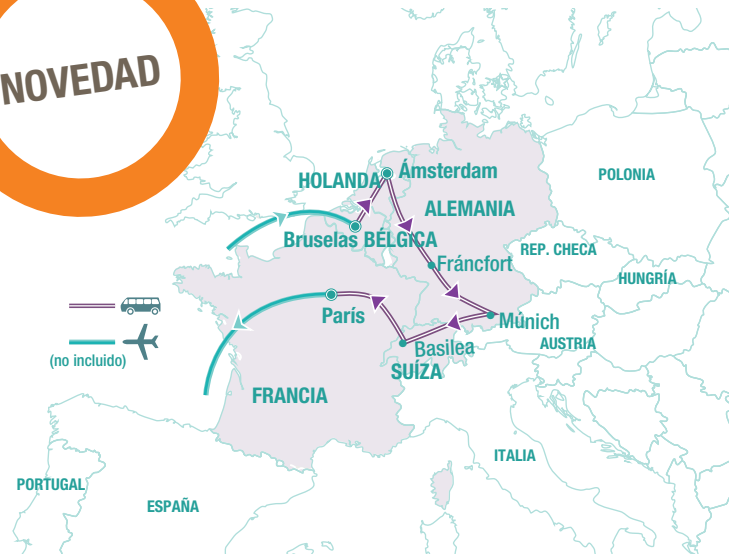 NOVEDAD
HOLANDA
Ámsterdam
POLONIA
ALEMANIA
Bruselas BÉLGICA
REP. CHECA
Fráncfort
HUNGRÍA
París
Múnich
AUSTRIA
Basilea
(no incluido)
SUÍZA
FRANCIA
ITALIA
PORTUGAL
ESPAÑA